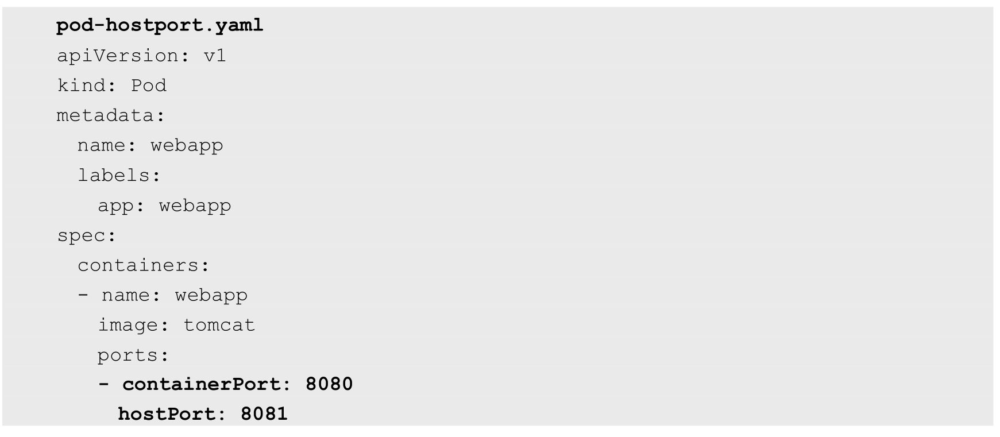 pod-hostport.yaml
apiVersion: v1
kind: Pod
metadata:
  name: webapp
  labels:
    app: webapp
spec:
  containers:
  - name: webapp
    image: tomcat
    ports:
    - containerPort: 8080
      hostPort: 8081